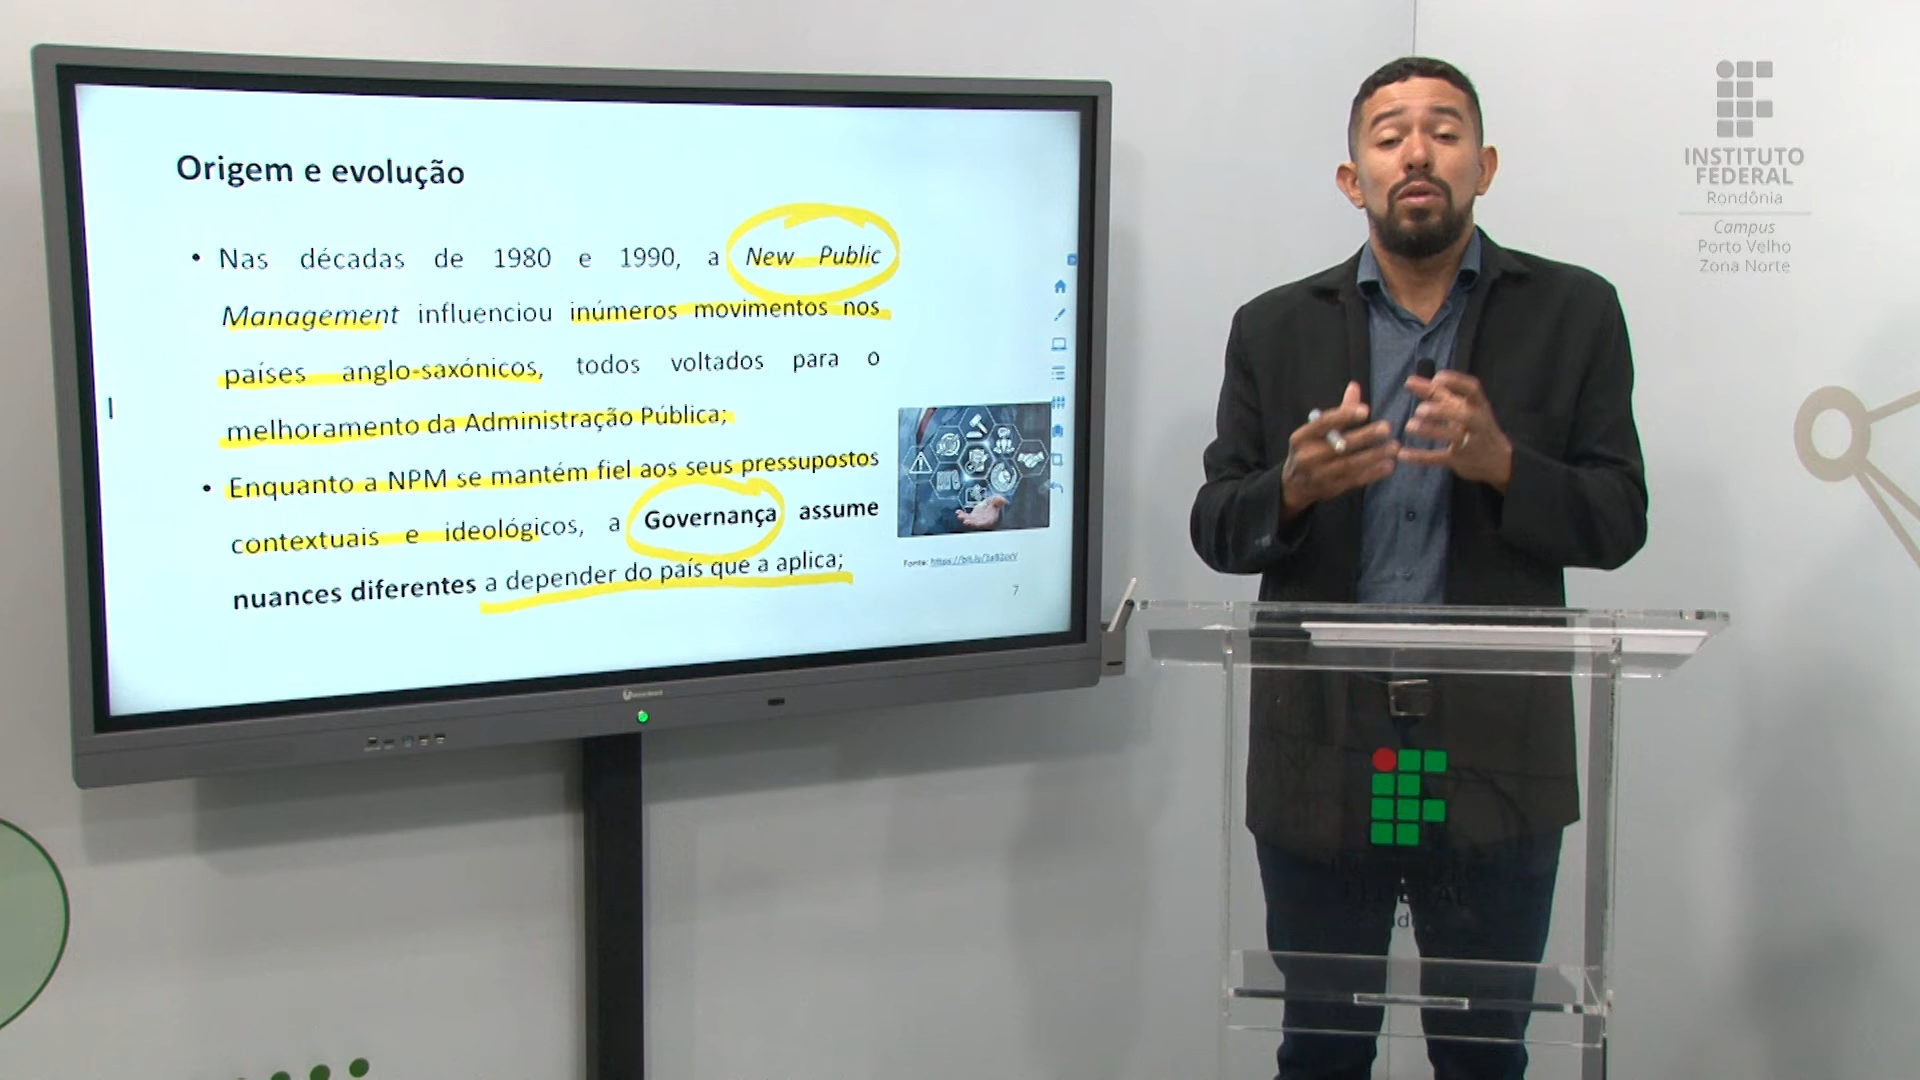 Origem e evolução
• Nas décadas de 1980 e 1990, a New Public
Management influenciou inúmeros movimentos nos
países anglo-saxónicos, todos voltados para o
melhoramento da Administração Pública;
• Enquanto a NPM se mantém fiel aos seus pressupostos
contextuais e ideológicos, a Governança assume
nuances diferentes a depender do país que a aplica;
Fonte:
7
INSTITUTO
FEDERAL
Rondônia
Campus
Porto Velho
Zona Norte